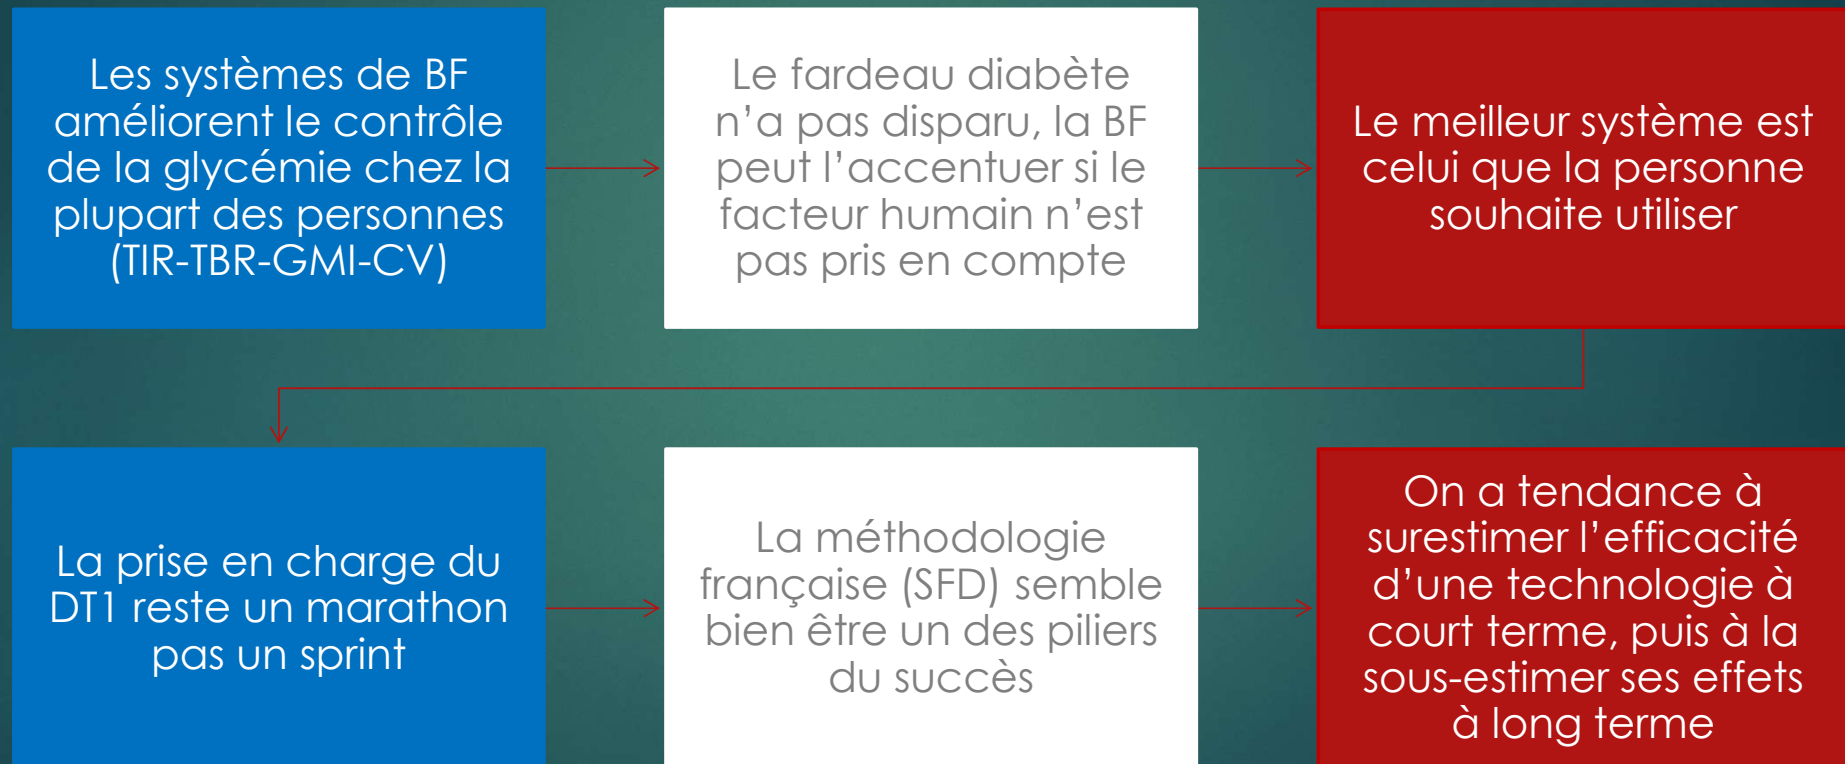 Les systèmes de BF
améliorent le contrôle
de la glycémie chez la
plupart des personnes
(TIR-TBR-GMI-CV)
Le fardeau diabète
n’a pas disparu, la BF
peut l’accentuer si le
facteur humain n’est
pas pris en compte
Le meilleur système est
celui que la personne
souhaite utiliser
La prise en charge du
DT1 reste un marathon
pas un sprint
La méthodologie
française (SFD) semble
bien être un des piliers
du succès
On a tendance à
surestimer l’efficacité
d’une technologie à
court terme, puis à la
sous-estimer ses effets
à long terme